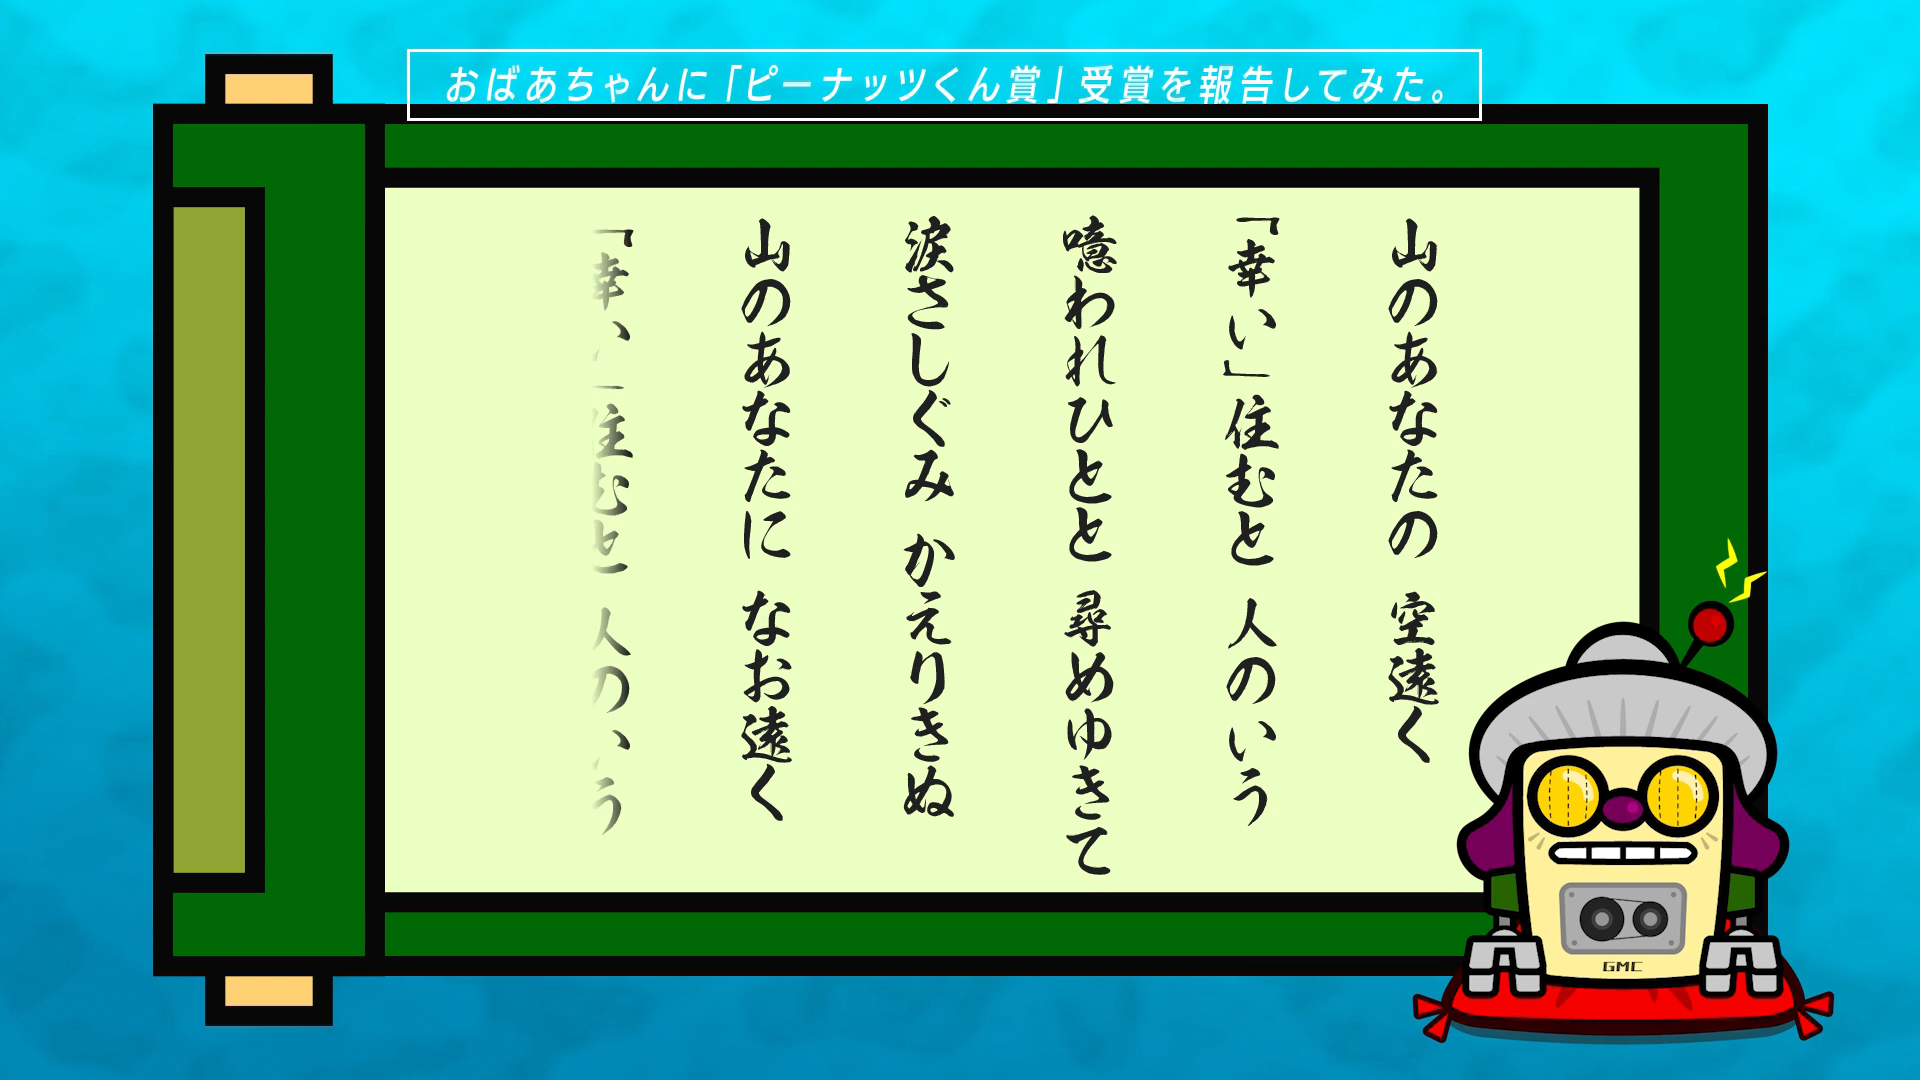 おばあちゃんに「ピーナッツくん賞」受賞を報告してみた。
山のあなたの 空遠く
「幸い」住むと 人のいう
噫われひとと 尋めゆきて
涙さしぐみ かえりきぬ
山のあなたに なお遠く
「幸い」住むと 人のいう
GMC